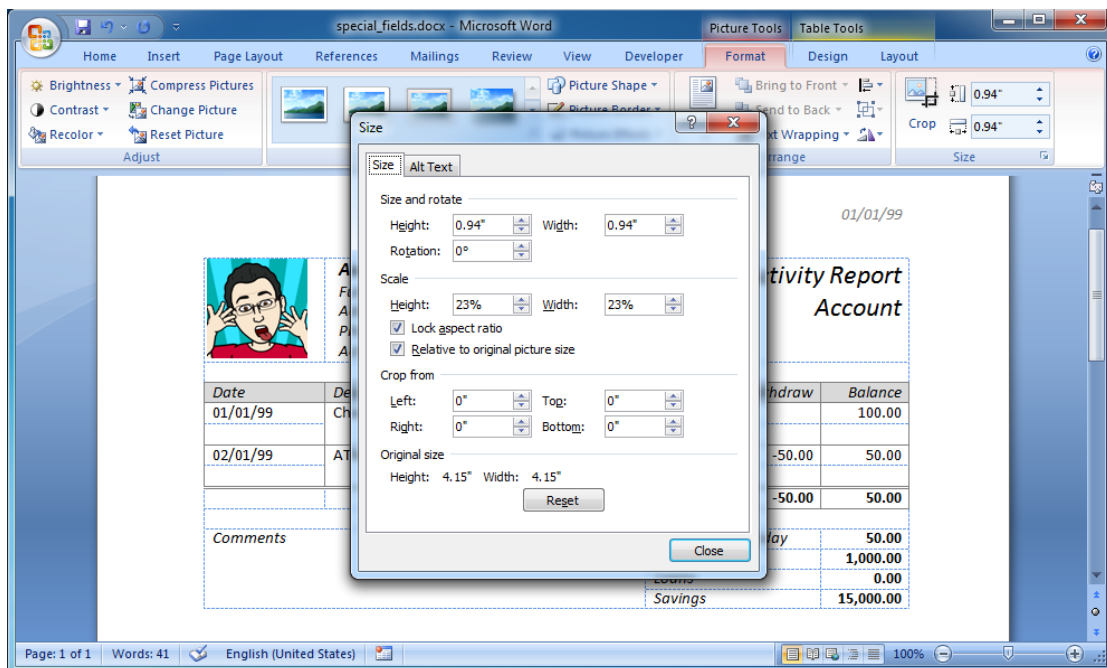 special_fields.docx - Microsoft Word
Picture Tools Table Tools
Home Insert Page Layout References Mailings Review View Developer Format Design Layout
Brightness Compress Pictures Picture Shape Bring to Front 0.94"
Contrast Change Picture Picture Border Send to Back Crop 0.94"
Recolor Reset Picture Wrapping
Adjust Size
Size
Size Alt Text
Size and rotate
Height: 0.94" Width: 0.94"
Rotation: 0°
Scale
Height: 23% Width: 23%
Lock aspect ratio
Relative to original picture size
Crop from
Left: 0" Top: 0"
Right: 0" Bottom: 0"
Original size
Height: 4.15" Width: 4.15"
Reset
Close
01/01/99
Report
Account
Date Balance
01/01/99 100.00
02/01/99 -50.00 50.00
-50.00 50.00
Comments 50.00
1,000.00
Loans 0.00
Savings 15,000.00
Page: 1 of 1 Words: 41 English (United States) 100%